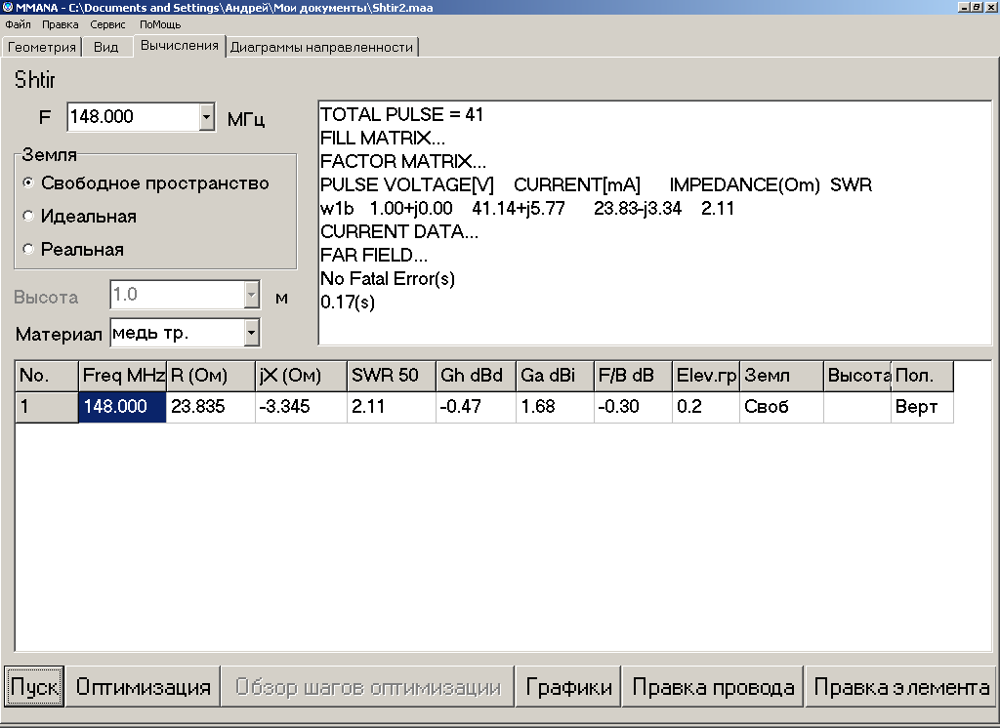 MMANA - C:\Documents and Settings\Андрей\Мои документы\Shtir2.maa
Файл Правка Сервис ПоМощь
Геометрия Вид Вычисления Диаграммы направленности
Shtir
F 148.000 МГц
Земля
Свободное пространство
Идеальная
Реальная
Высота 1.0 м
Материал медь тр.
TOTAL PULSE = 41
FILL MATRIX...
FACTOR MATRIX...
PULSE VOLTAGE[V] CURRENT[mA] IMPEDANCE(Om) SWR
w1b 1.00+j0.00 41.14+j5.77 23.83-j3.34 2.11
CURRENT DATA...
FAR FIELD...
No Fatal Error(s)
0.17(s)
No. Freq MHz R (Ом) jX (Ом) SWR 50 Gh dBd Ga dBi F/B dB Elev.гр Земл Высота Пол.
1 148.000 23.835 -3.345 2.11 -0.47 1.68 -0.30 0.2 Своб Верт
Пуск Оптимизация Обзор шагов оптимизации Графики Правка провода Правка элемента